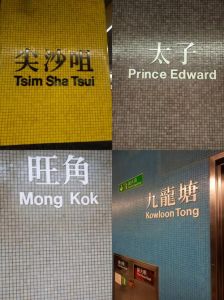 尖沙咀
Tsim Sha Tsui
太子
Prince Edward
旺角
Mong Kok
九龍塘
Kowloon Tong